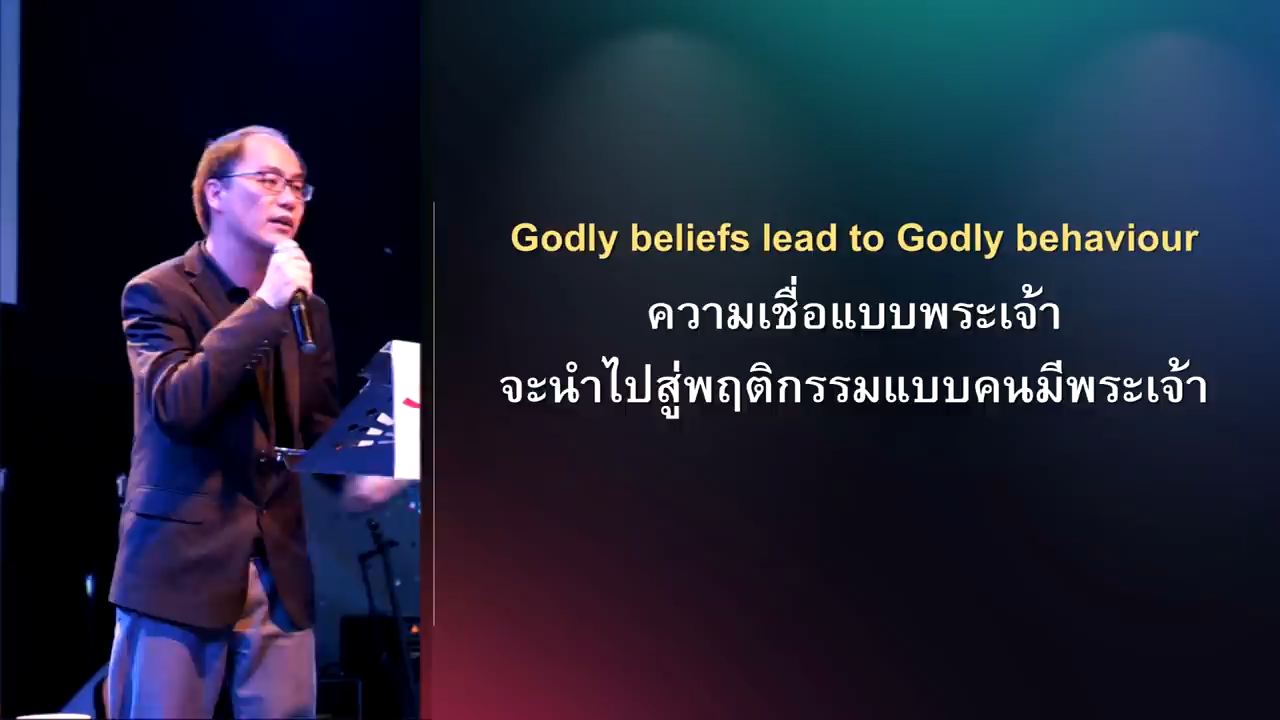 Godly beliefs lead to Godly behaviour
ความเชื่อแบบพระเจ้า
จะนำไปสู่พฤติกรรมแบบคนมีพระเจ้า